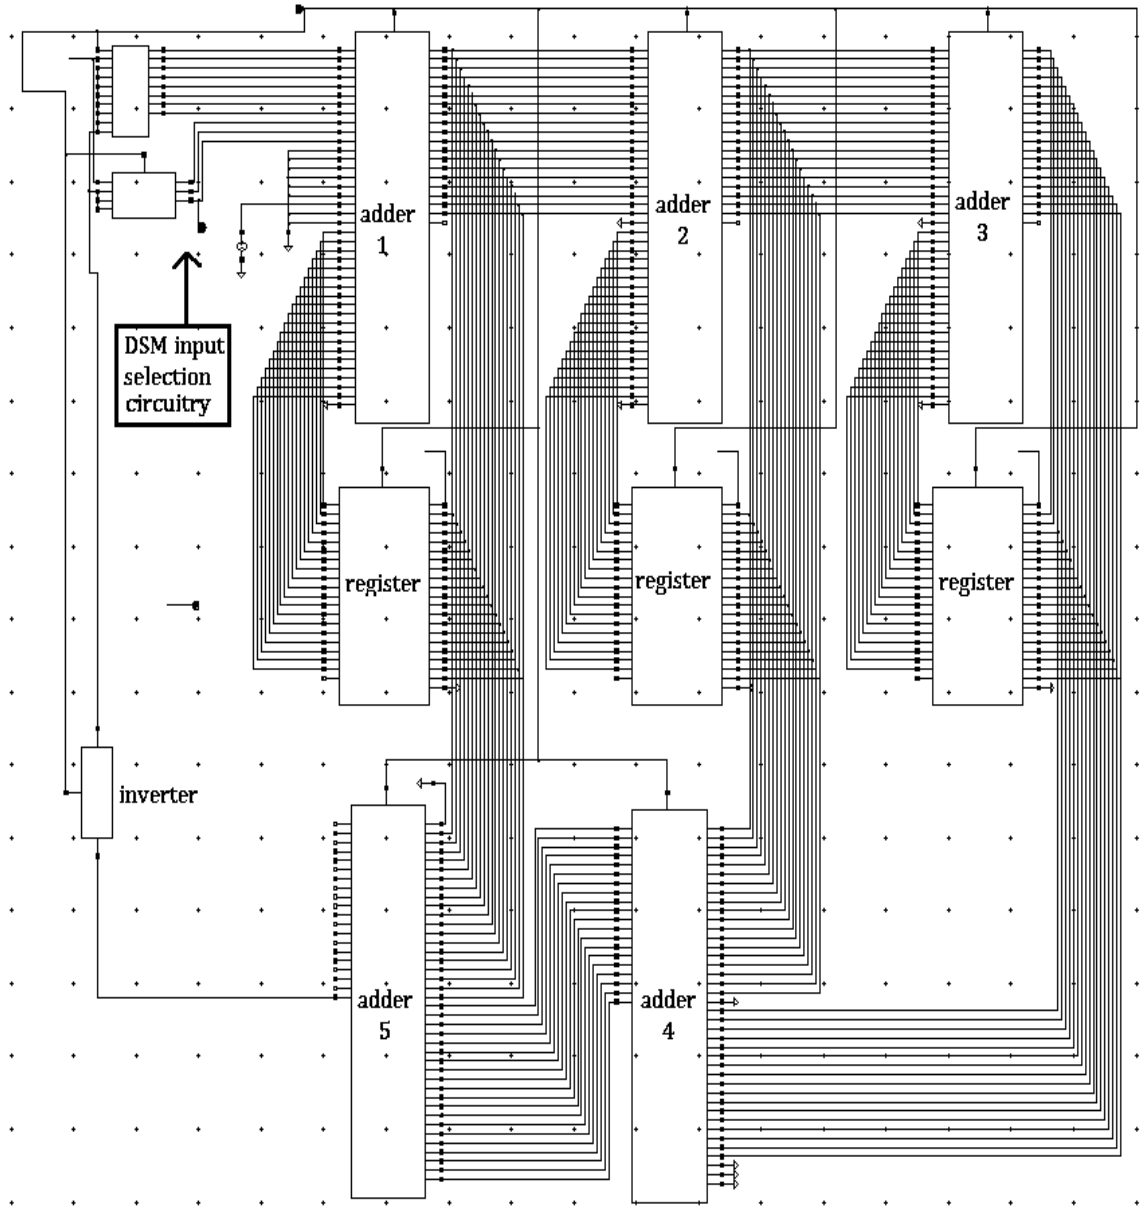 adder
1
adder
2
adder
3
DSM input
selection
circuitry
register
register
register
inverter
adder
5
adder
4